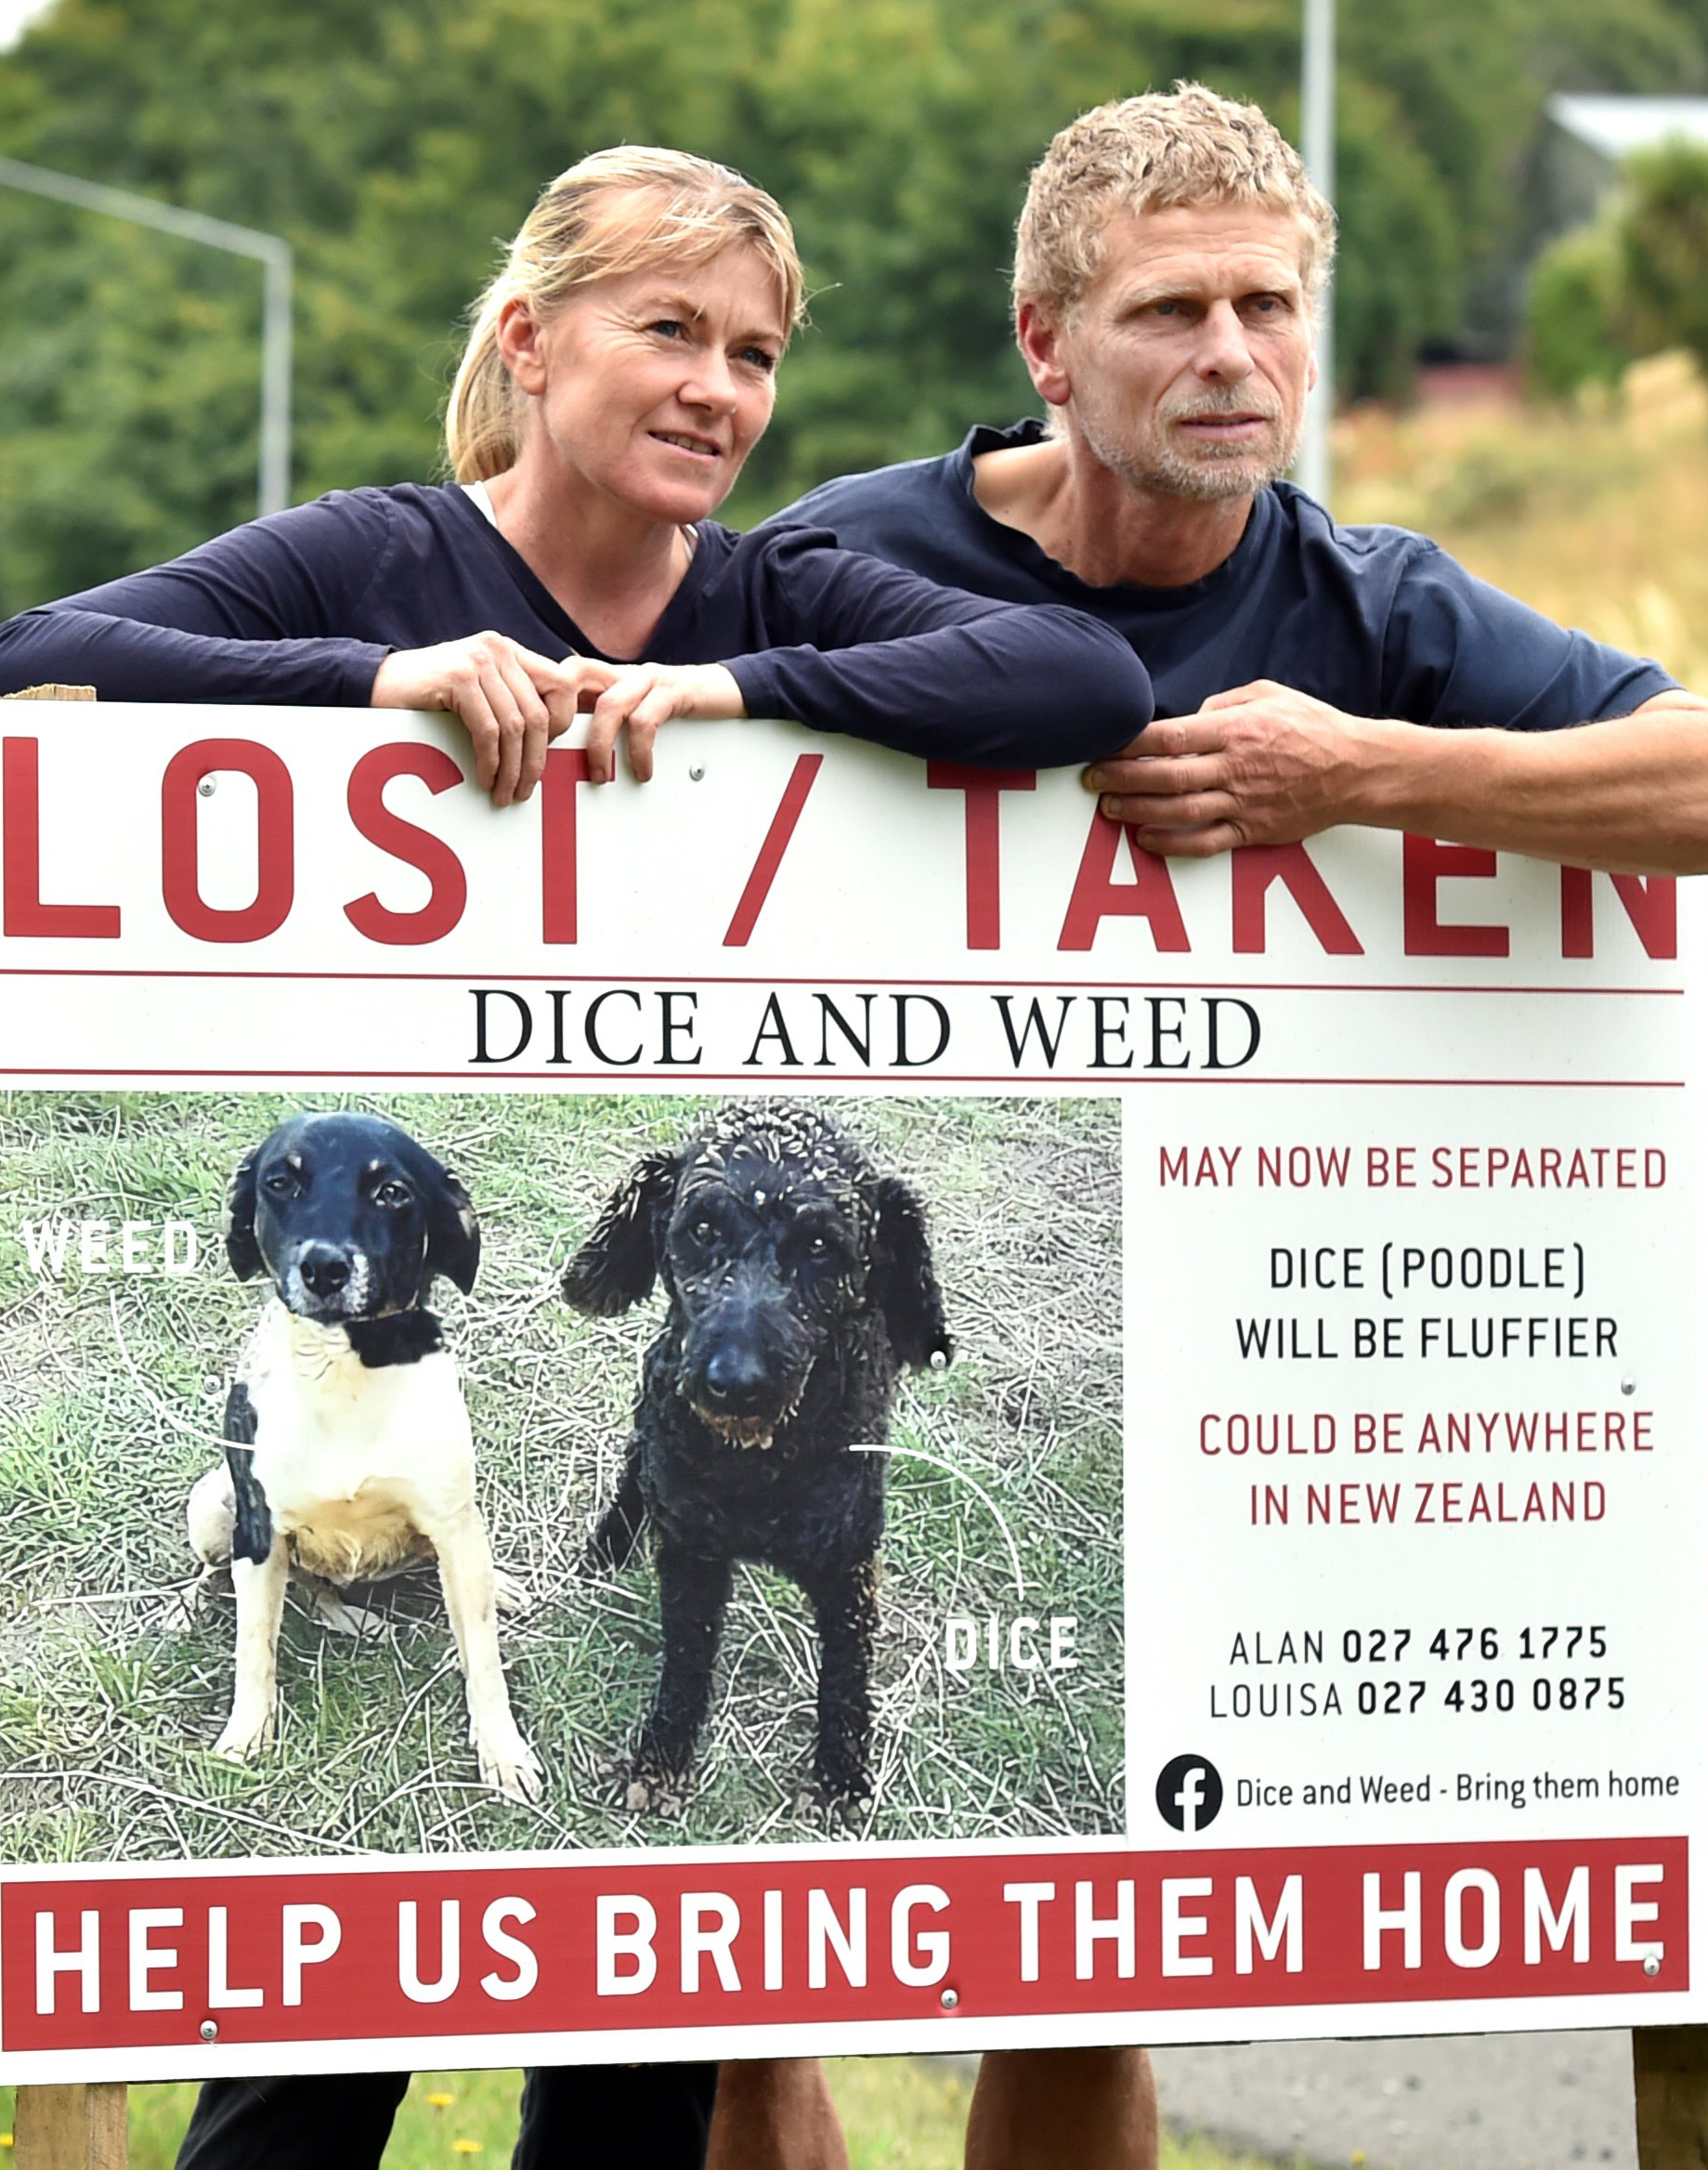 LOST / TAKEN
DICE AND WEED
WEED
DICE
MAY NOW BE SEPARATED
DICE (POODLE)
WILL BE FLUFFIER
COULD BE ANYWHERE
IN NEW ZEALAND
ALAN 027 476 1775
LOUISA 027 430 0875
Dice and Weed - Bring them home
HELP US BRING THEM HOME